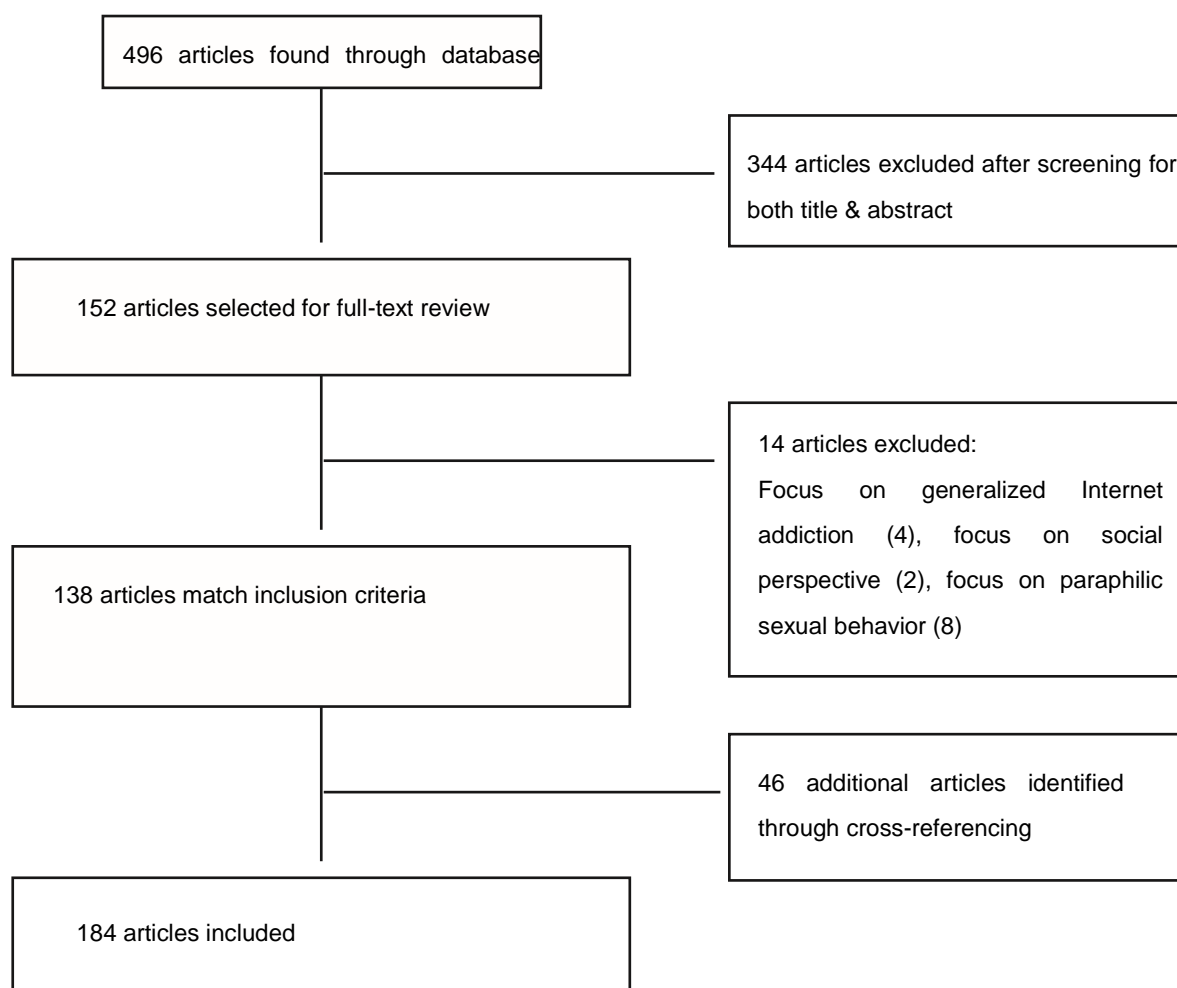 496 articles found through database
344 articles excluded after screening for
both title & abstract
152 articles selected for full-text review
14 articles excluded:
Focus on generalized Internet
addiction (4), focus on social
perspective (2), focus on paraphilic
sexual behavior (8)
138 articles match inclusion criteria
46 additional articles identified
through cross-referencing
184 articles included